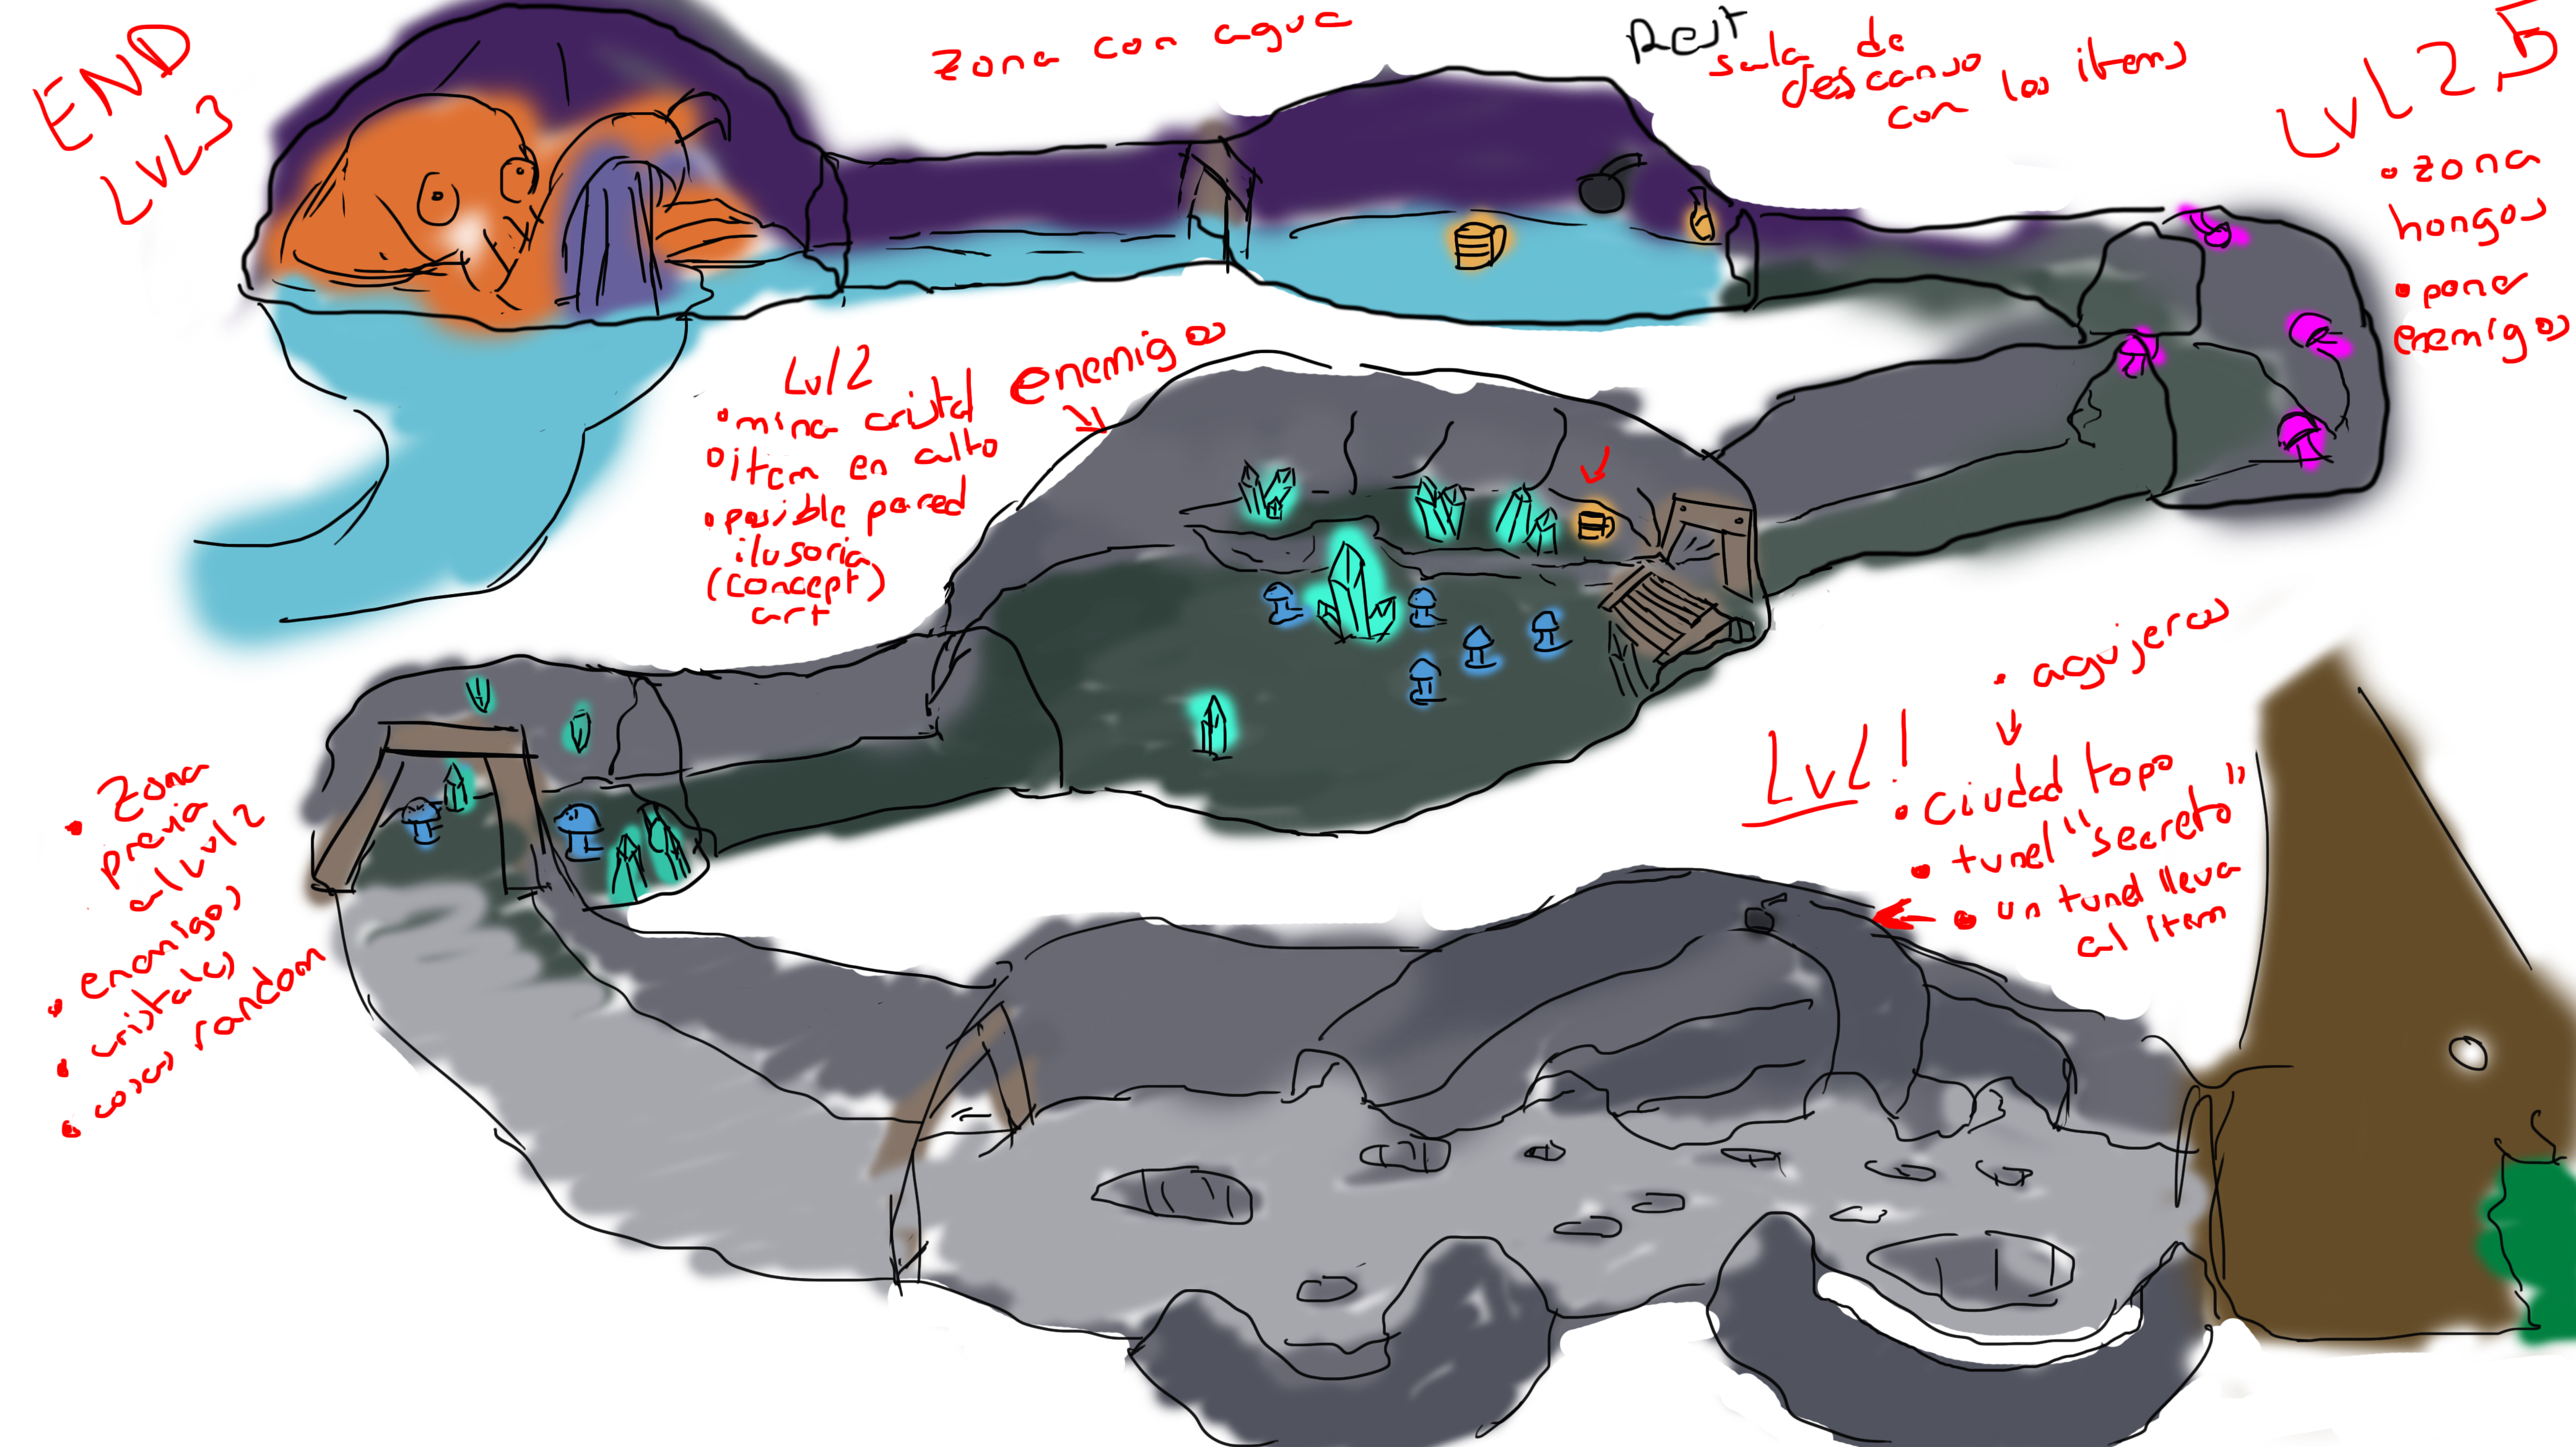 END
LVL3
zona con agua
Rest
sala de
descanso
con los items
LvL 2,5
• zona
hongos
• poner
enemigos
Lvl2
• mina cristal
• item en alto
• posible pared
ilusoria
(concept)
art
enemigos
• Zona
previa
al Lvl2
• enemigos
• cristales
• cosas random
LvL1
• agujeros
• Ciudad topo
• tunel "secreto"
• un tunel lleva
al item